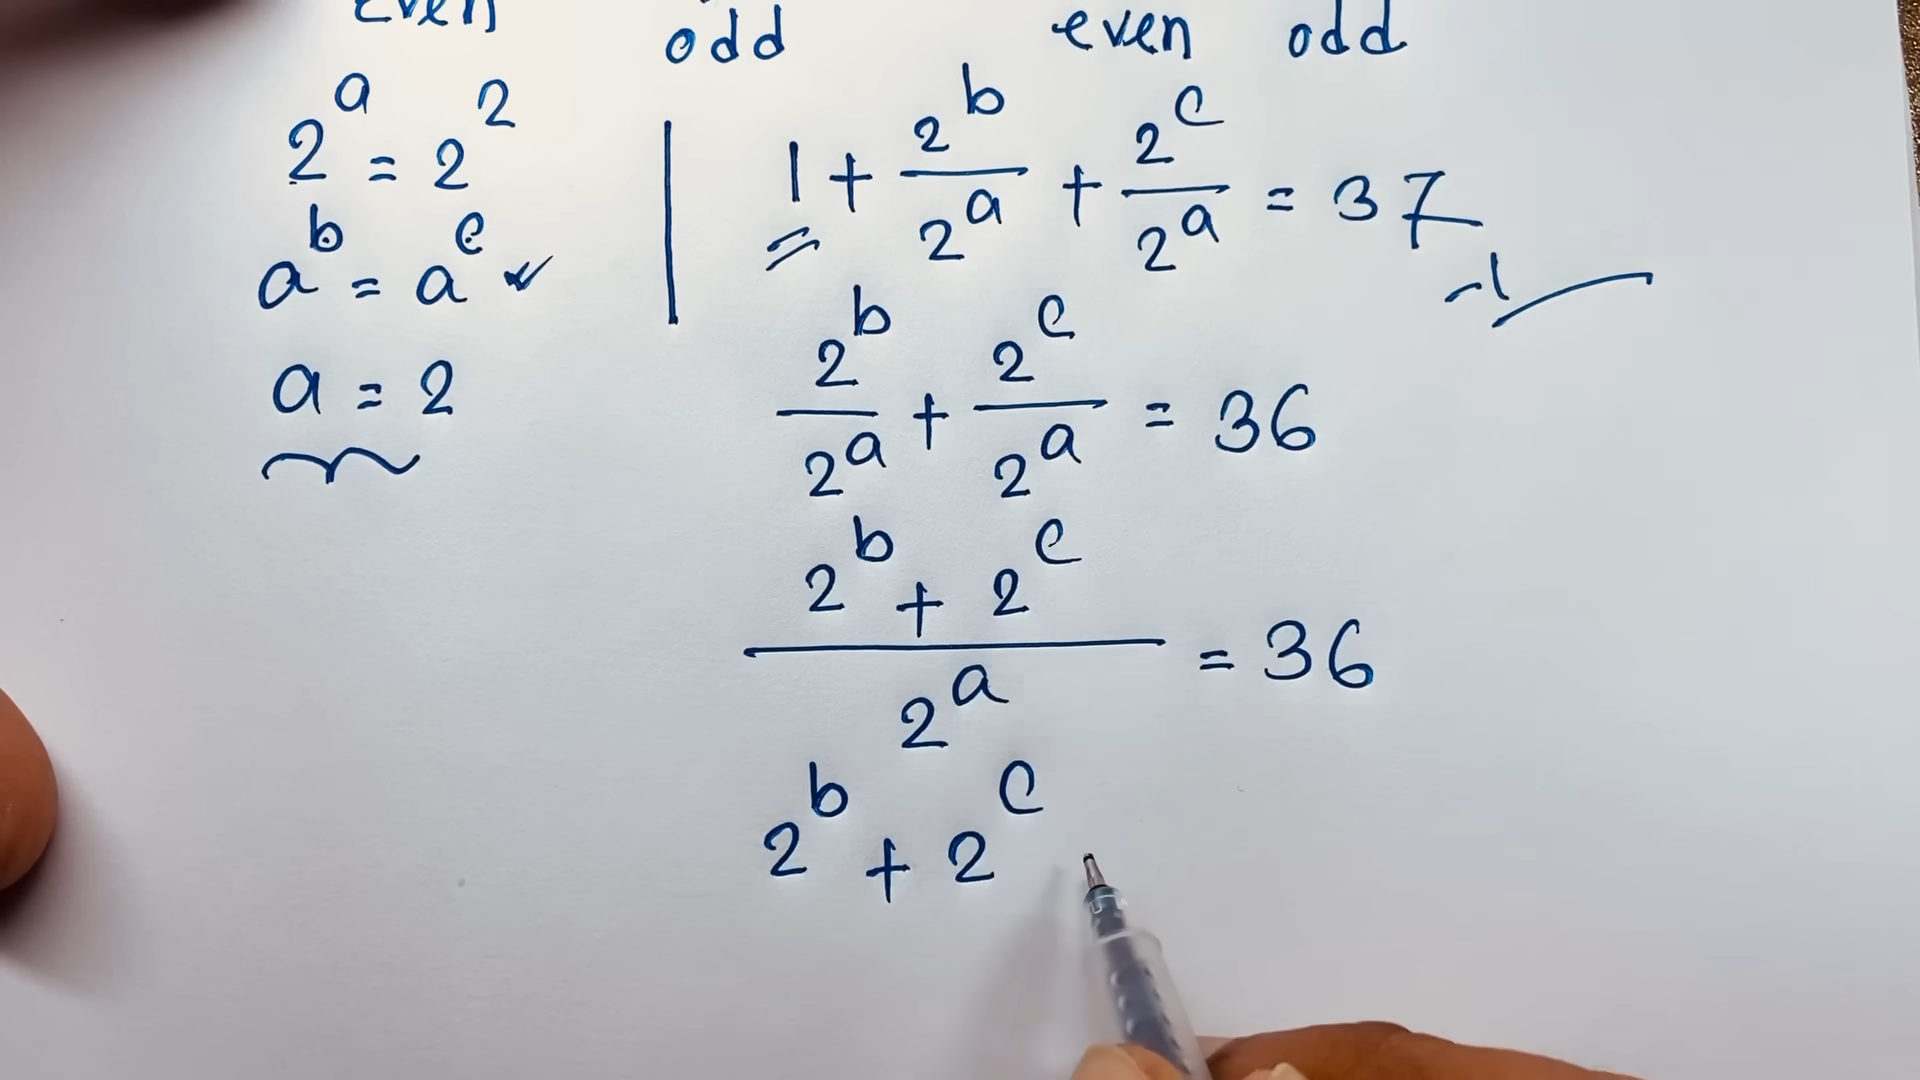 even odd even odd
2^a = 2^2
a^b = a^c ✓
a = 2
1 + 2^b/2^a + 2^c/2^a = 37
-1
2^b/2^a + 2^c/2^a = 36
(2^b + 2^c)/2^a = 36
2^b + 2^c